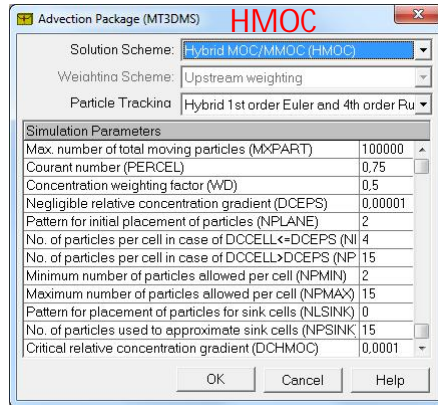 Advection Package (MT3DMS)
HMOC
Solution Scheme: Hybrid MOC/MMOC (HMOC)
Weighting Scheme: Upstream weighting
Particle Tracking Hybrid 1st order Euler and 4th order Ru
Simulation Parameters
Max. number of total moving particles (MXPART) 100000
Courant number (PERCEL) 0,75
Concentration weighting factor (WD) 0,5
Negligible relative concentration gradient (DCEPS) 0,00001
Pattern for initial placement of particles (NPLANE) 2
No. of particles per cell in case of DCCELL<=DCEPS (NI 4
No. of particles per cell in case of DCCELL>DCEPS (NP 15
Minimum number of particles allowed per cell (NPMIN) 2
Maximum number of particles allowed per cell (NPMAX) 15
Pattern for placement of particles for sink cells (NLSINK) 0
No. of particles used to approximate sink cells (NPSINK 15
Critical relative concentration gradient (DCHMOC) 0,0001
OK Cancel Help